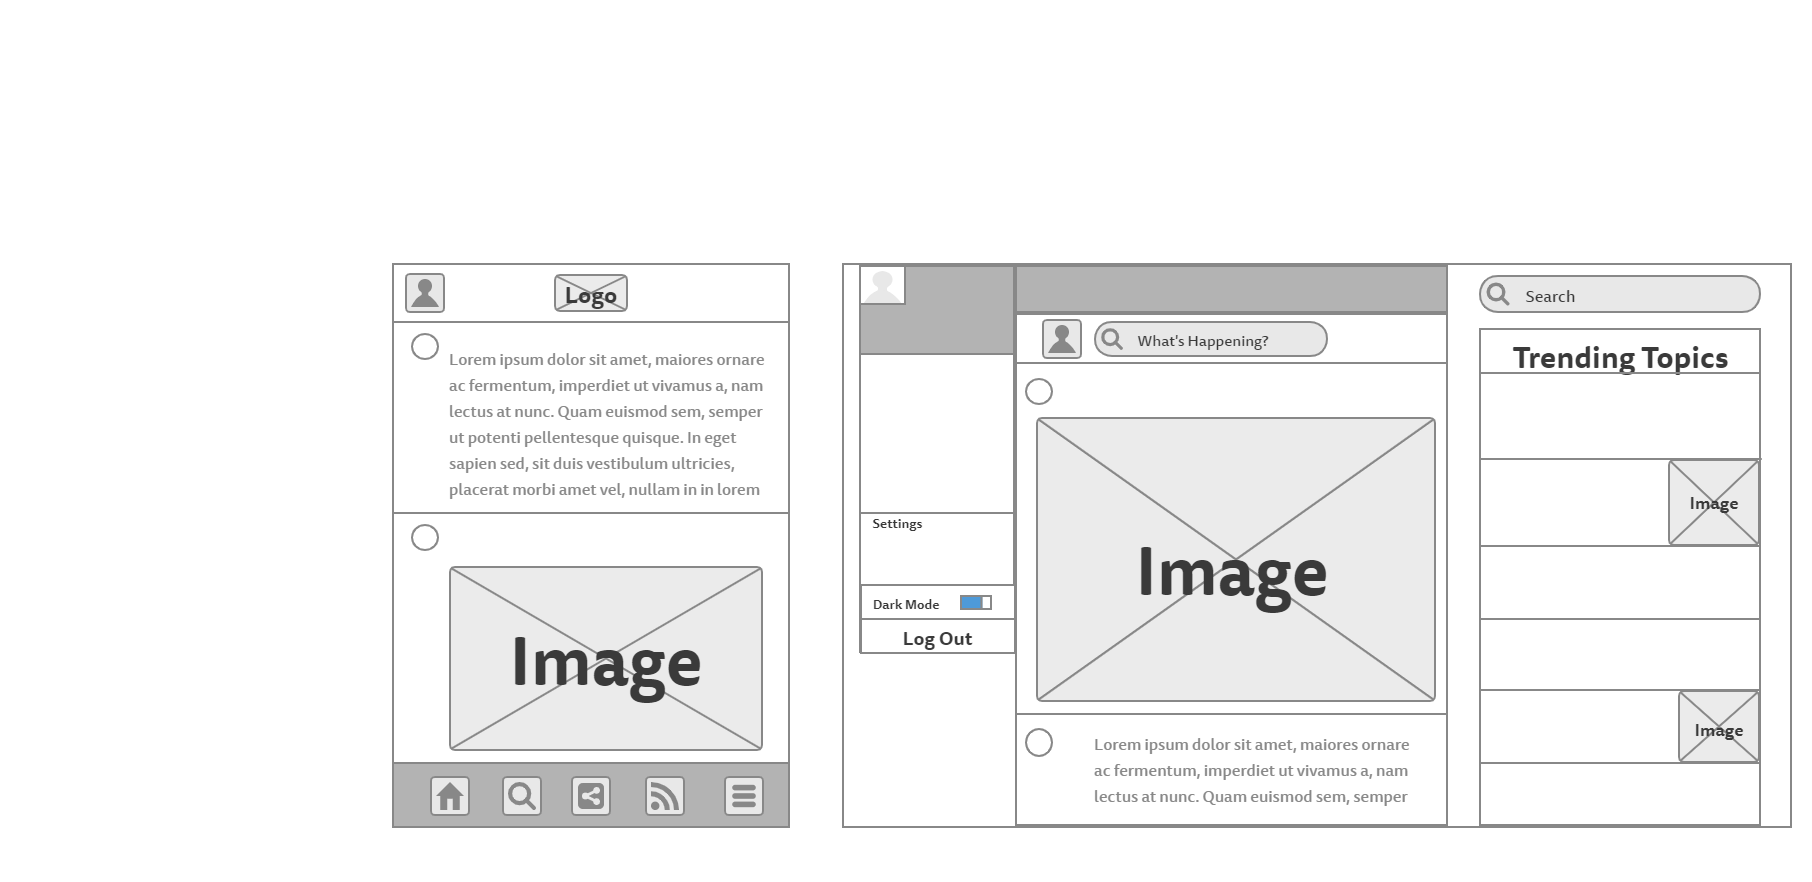 Logo
Lorem ipsum dolor sit amet, maiores ornare
ac fermentum, imperdiet ut vivamus a, nam
lectus at nunc. Quam euismod sem, semper
ut potenti pellentesque quisque. In eget
sapien sed, sit duis vestibulum ultricies,
placerat morbi amet vel, nullam in in lorem
Image
Settings
Dark Mode
Log Out
What's Happening?
Image
Lorem ipsum dolor sit amet, maiores ornare
ac fermentum, imperdiet ut vivamus a, nam
lectus at nunc. Quam euismod sem, semper
Search
Trending Topics
Image
Image